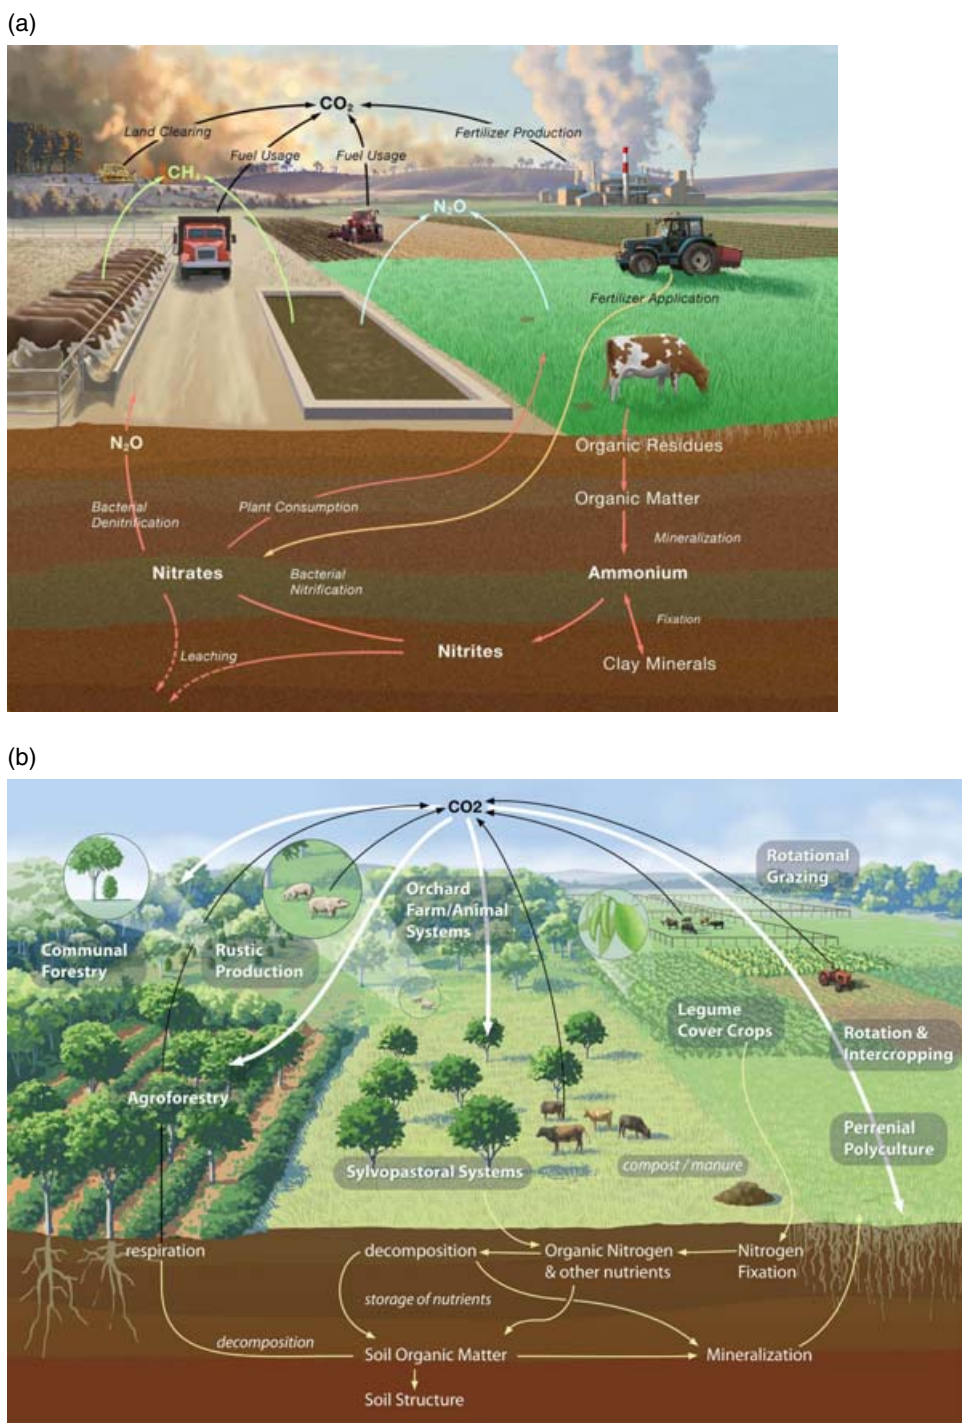 (a)
CO₂
Land Clearing
Fertilizer Production
Fuel Usage
Fuel Usage
CH₄
N₂O
Fertilizer Application
N₂O
Organic Residues
Organic Matter
Bacterial
Denitrification
Plant Consumption
Mineralization
Nitrates
Bacterial
Nitrification
Ammonium
Fixation
Nitrites
Leaching
Clay Minerals
(b)
CO2
Rotational
Grazing
Orchard
Farm/Animal
Systems
Communal
Forestry
Rustic
Production
Legume
Cover Crops
Rotation &
Intercropping
Agroforestry
Perrenial
Polyculture
Sylvopastoral Systems
compost / manure
respiration
decomposition
Organic Nitrogen
& other nutrients
Nitrogen
Fixation
storage of nutrients
decomposition
Soil Organic Matter
Mineralization
Soil Structure